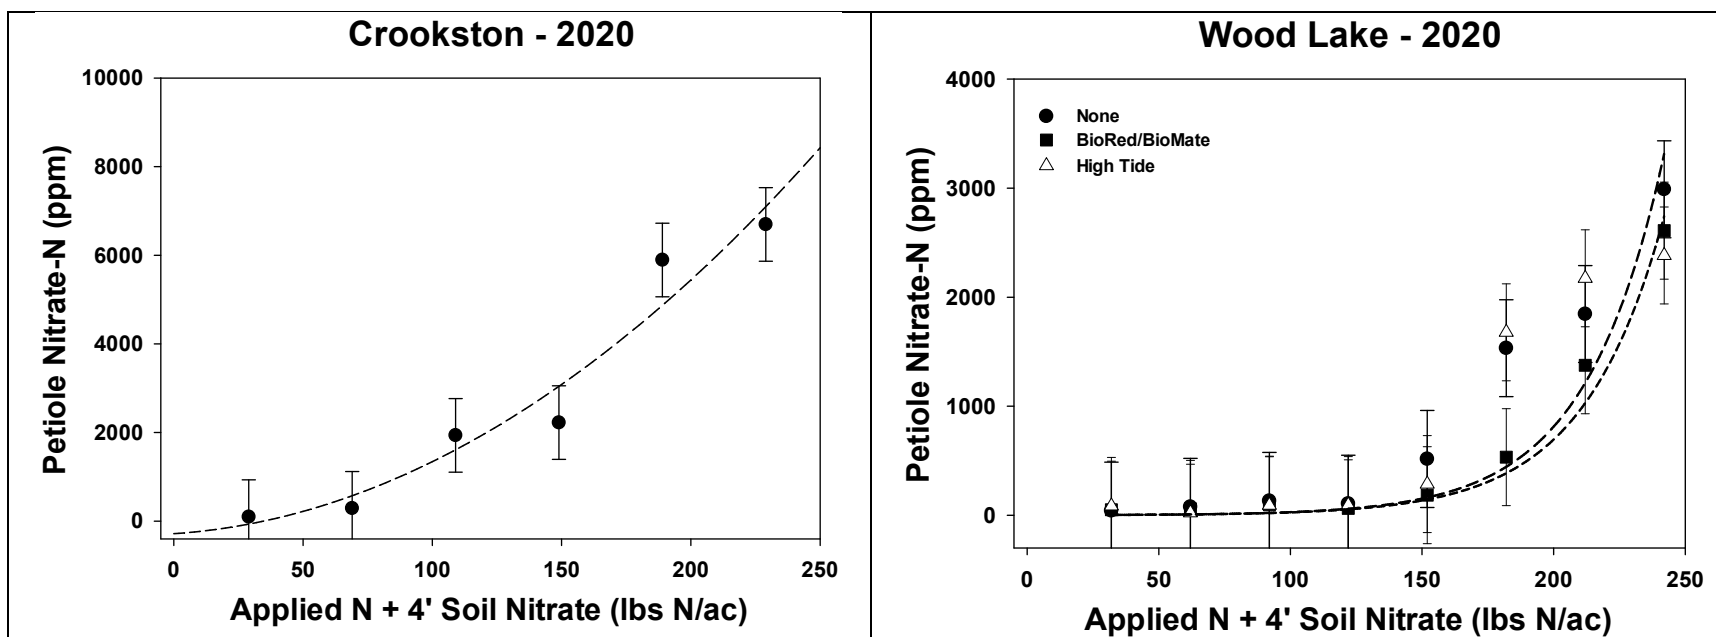 Crookston - 2020
10000
8000
6000
4000
2000
0
Petiole Nitrate-N (ppm)
0 50 100 150 200 250
Applied N + 4' Soil Nitrate (lbs N/ac)
Wood Lake - 2020
4000
3000
2000
1000
0
Petiole Nitrate-N (ppm)
None
BioRed/BioMate
High Tide
0 50 100 150 200 250
Applied N + 4' Soil Nitrate (lbs N/ac)